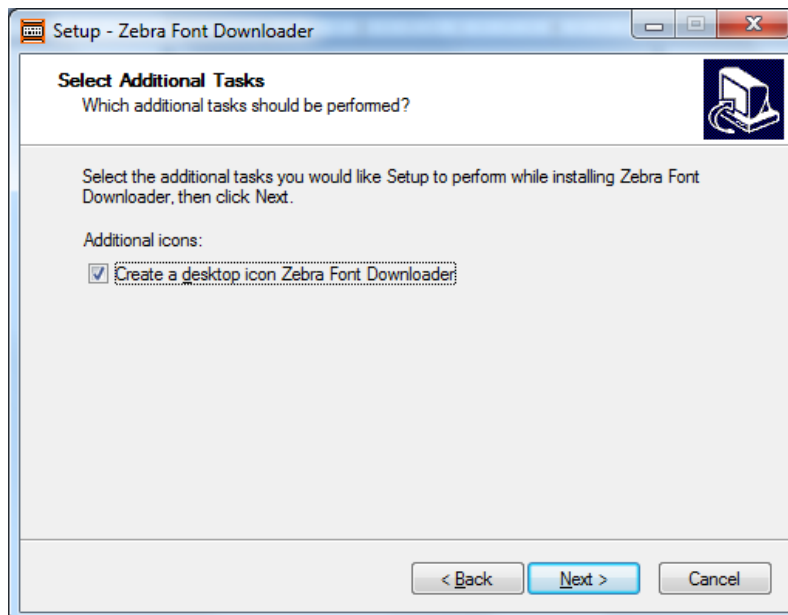 Setup - Zebra Font Downloader
Select Additional Tasks
Which additional tasks should be performed?
Select the additional tasks you would like Setup to perform while installing Zebra Font
Downloader, then click Next.
Additional icons:
Create a desktop icon Zebra Font Downloader
< Back Next > Cancel